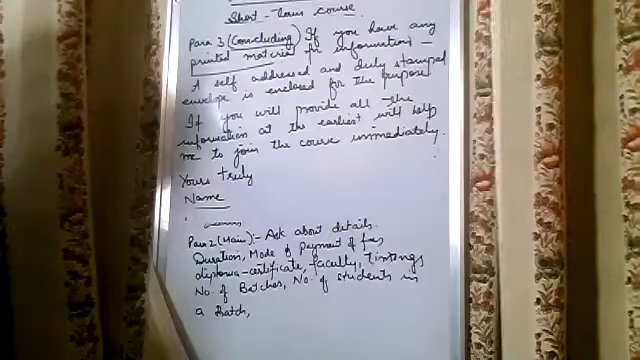 Short-term course
Para 3 (Concluding) If you have any
printed material for information -
A self addressed and duly stamped
envelope is enclosed for the purpose
If you will provide all the
information at the earliest will help
me to join the course immediately.
Yours truly
Name
Para 2 (Main):- Ask about details.
Duration, Mode of Payment of fees
diploma-certificate, faculty, Timings
No. of Batches, No. of students in
a Batch,